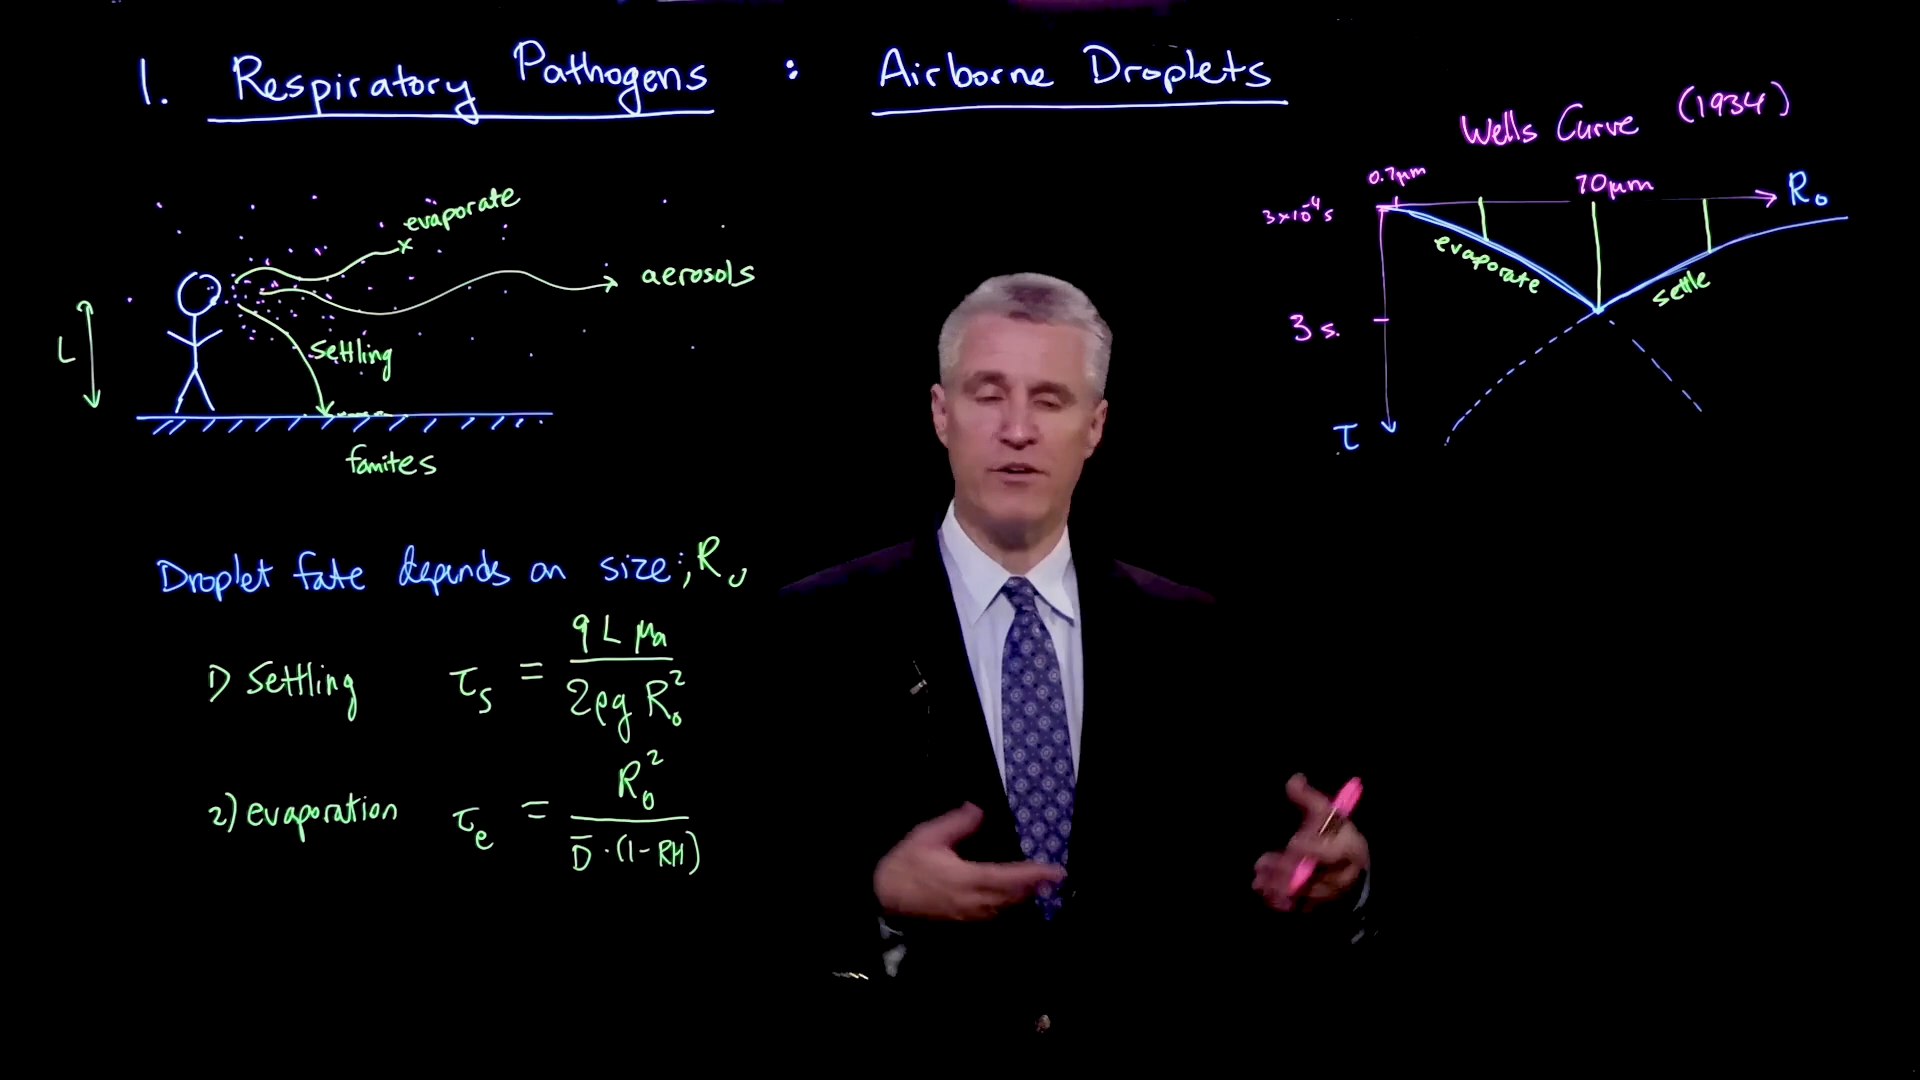 1. Respiratory Pathogens : Airborne Droplets
Wells Curve (1934)
0.7μm
70μm
R₀
3x10⁻⁴ s
evaporate
settle
3 s.
τ
evaporate
aerosols
L
settling
fomites
Droplet fate depends on size; R₀
1) Settling τₛ = 9 L μₐ / 2ρg R₀²
2) evaporation τₑ = R₀² / D̅ · (1 - RH)